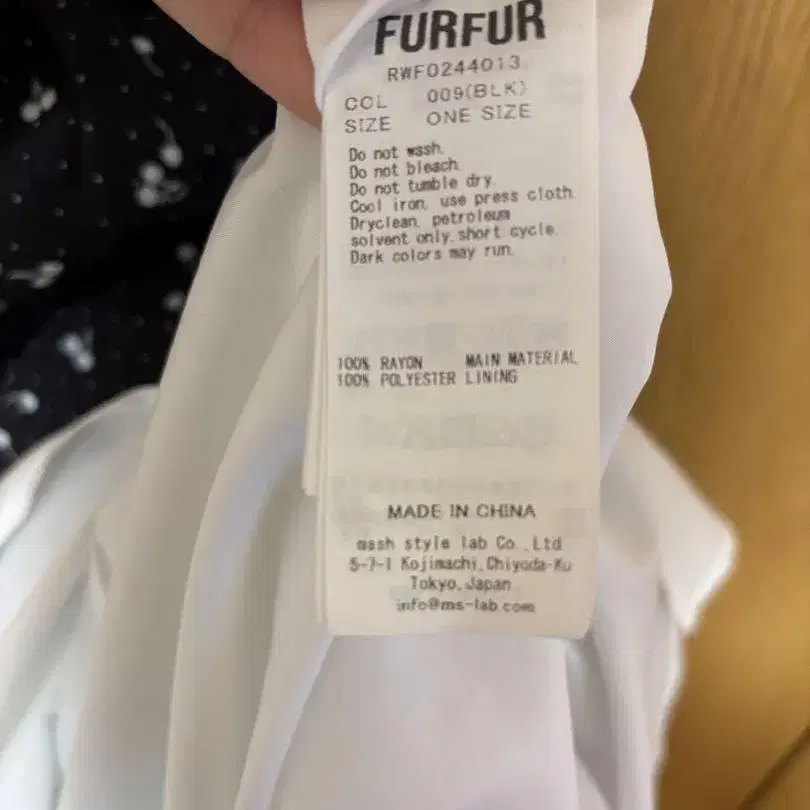 FURFUR
RWF0244013
COL 009(BLK)
SIZE ONE SIZE
Do not wash.
Do not bleach.
Do not tumble dry.
Cool iron, use press cloth.
Dryclean, petroleum
solvent only, short cycle.
Dark colors may run.
100% RAYON MAIN MATERIAL
100% POLYESTER LINING
MADE IN CHINA
mash style lab Co.,Ltd
5-7-1 Kojimachi,Chiyoda-Ku
Tokyo,Japan
info@ms-lab.com